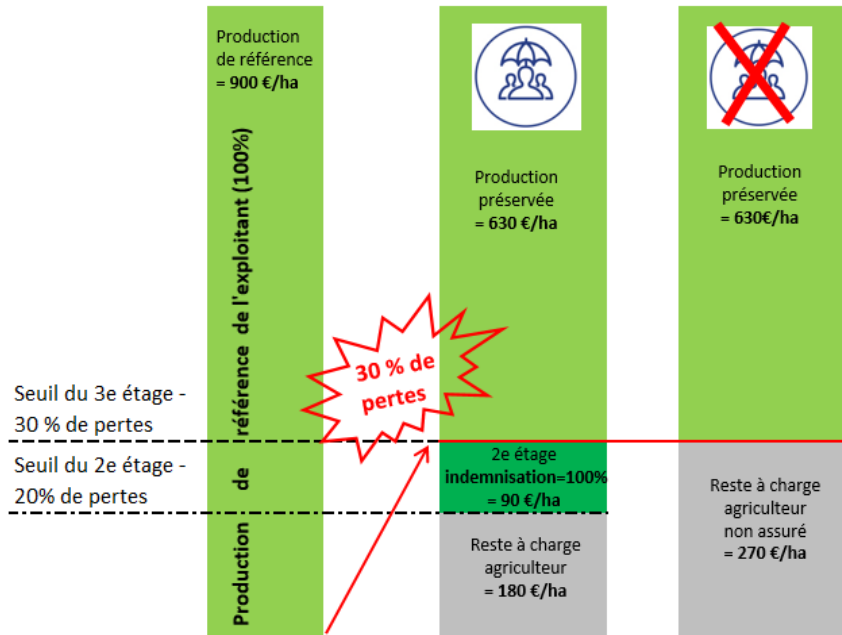 Production
de référence
= 900 €/ha
Production de référence de l'exploitant (100%)
Production
préservée
= 630 €/ha
Production
préservée
= 630€/ha
30 % de
pertes
Seuil du 3e étage -
30 % de pertes
Seuil du 2e étage -
20% de pertes
2e étage
indemnisation=100%
= 90 €/ha
Reste à charge
agriculteur
= 180 €/ha
Reste à charge
agriculteur
non assuré
= 270 €/ha